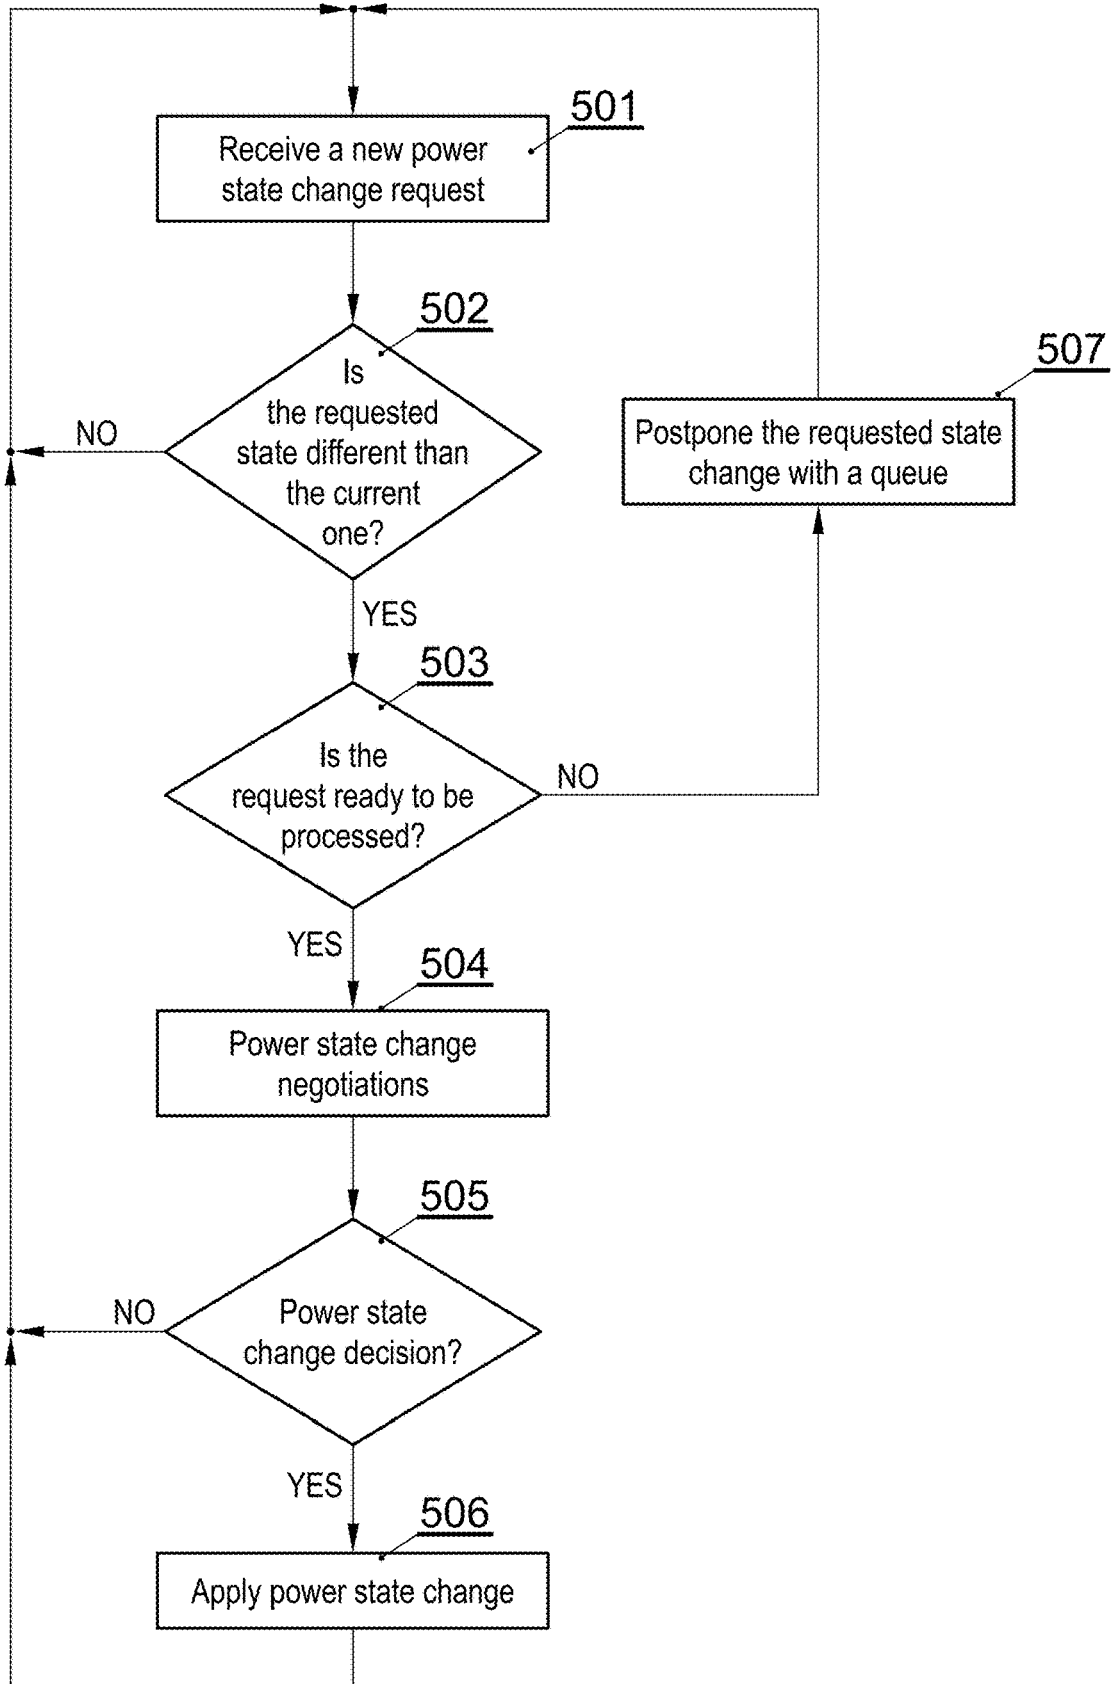 501
Receive a new power
state change request
502
Is
the requested
state different than
the current
one?
NO
YES
507
Postpone the requested state
change with a queue
503
Is the
request ready to be
processed?
NO
YES
504
Power state change
negotiations
505
Power state
change decision?
NO
YES
506
Apply power state change